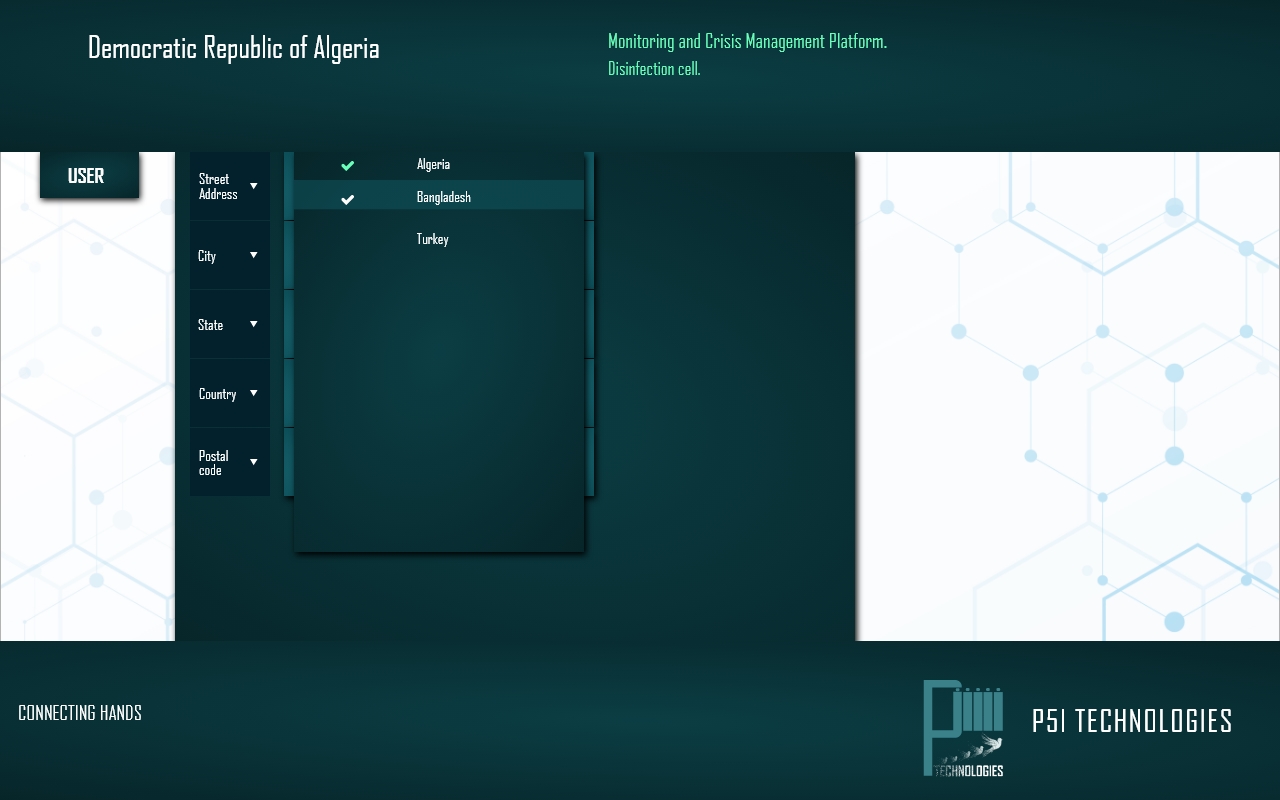 Democratic Republic of Algeria
Monitoring and Crisis Management Platform.
Disinfection cell.
USER
Street
Address
City
State
Country
Postal
code
Algeria
Bangladesh
Turkey
CONNECTING HANDS
TECHNOLOGIES
P5I TECHNOLOGIES